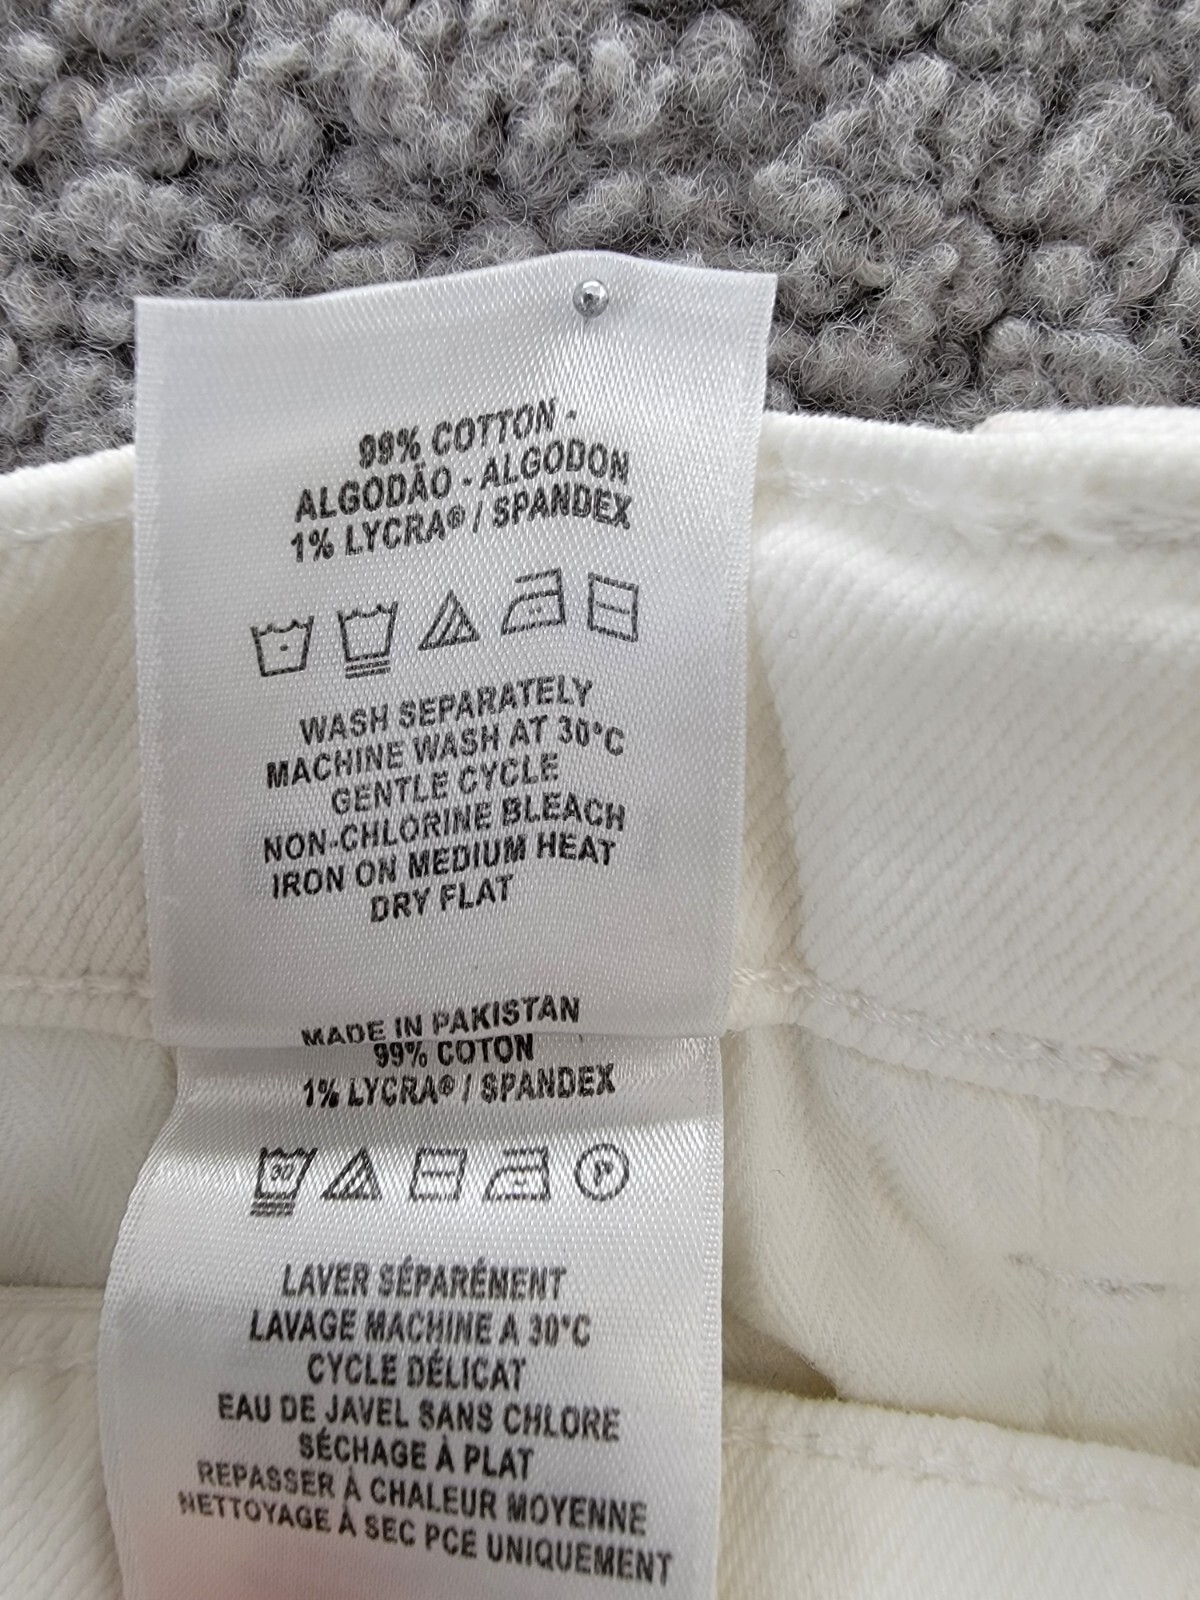 99% COTTON -
ALGODÃO - ALGODON
1% LYCRA® / SPANDEX
WASH SEPARATELY
MACHINE WASH AT 30°C
GENTLE CYCLE
NON-CHLORINE BLEACH
IRON ON MEDIUM HEAT
DRY FLAT
MADE IN PAKISTAN
99% COTON
1% LYCRA® / SPANDEX
30 P
LAVER SÉPARÉMENT
LAVAGE MACHINE A 30°C
CYCLE DÉLICAT
EAU DE JAVEL SANS CHLORE
SÉCHAGE À PLAT
REPASSER À CHALEUR MOYENNE
NETTOYAGE À SEC PCE UNIQUEMENT